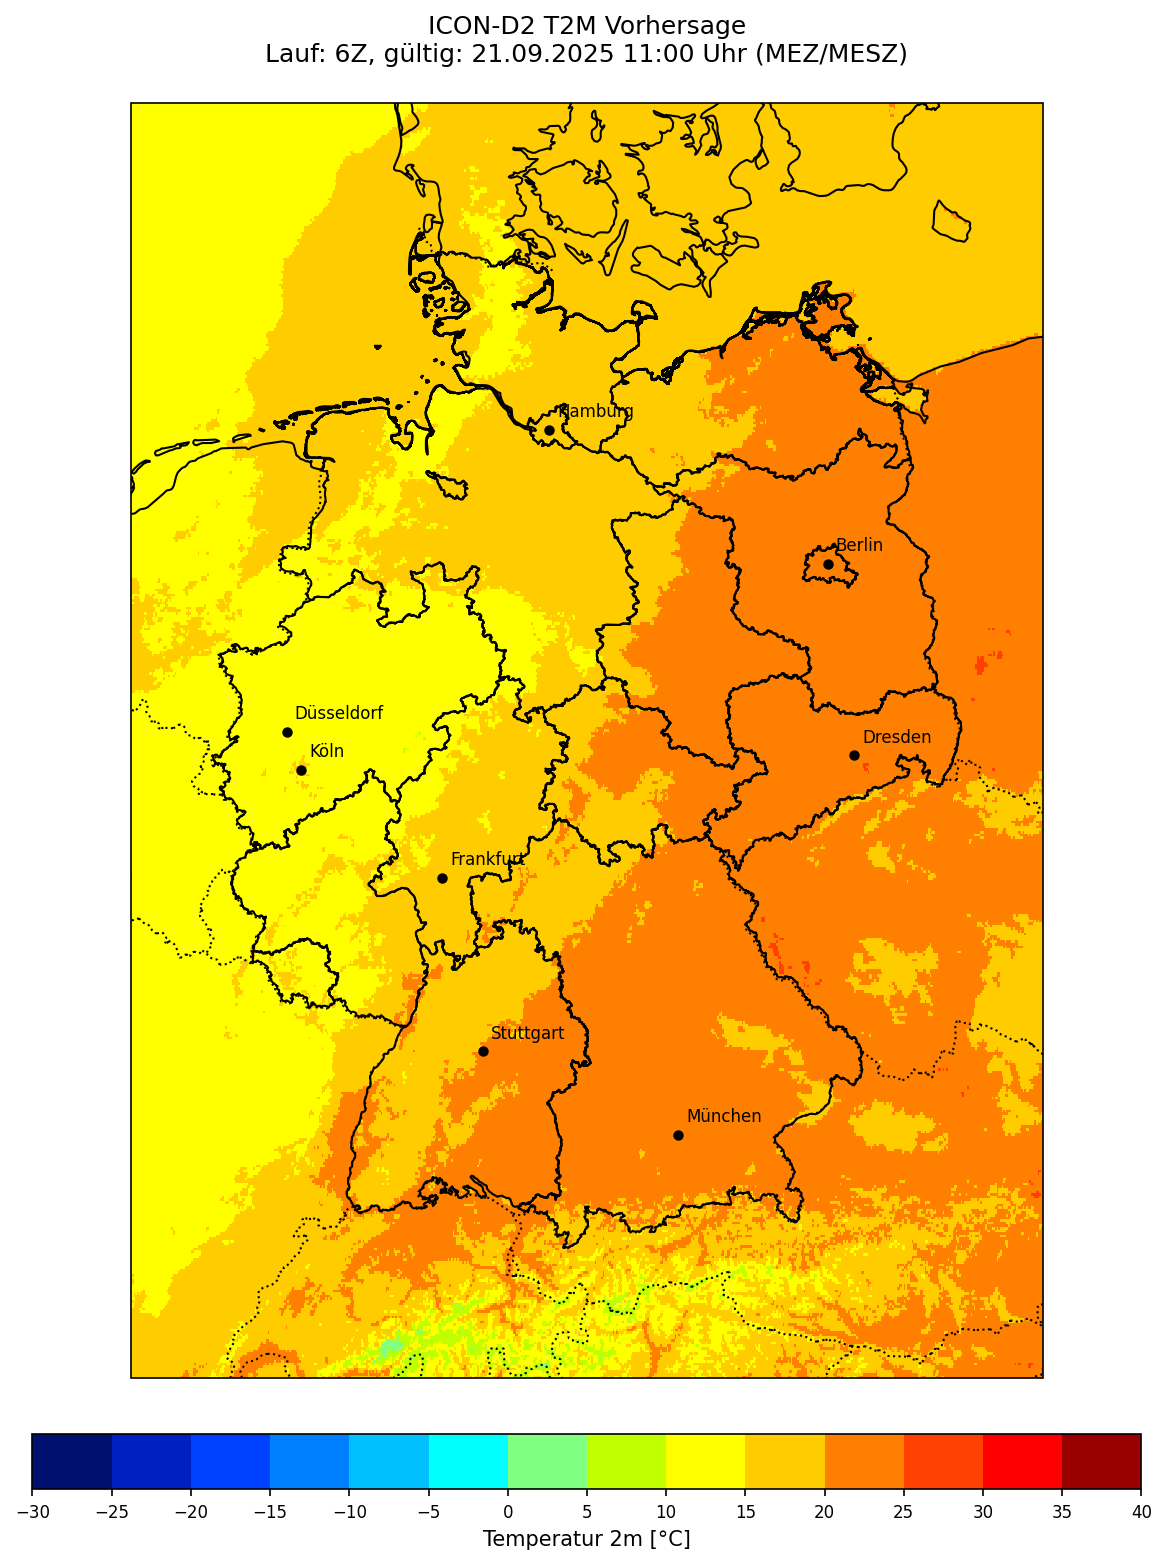 ICON-D2 T2M Vorhersage
Lauf: 6Z, gültig: 21.09.2025 11:00 Uhr (MEZ/MESZ)
Hamburg
Berlin
Düsseldorf
Köln
Dresden
Frankfurt
Stuttgart
München
−30 −25 −20 −15 −10 −5 0 5 10 15 20 25 30 35 40
Temperatur 2m [°C]